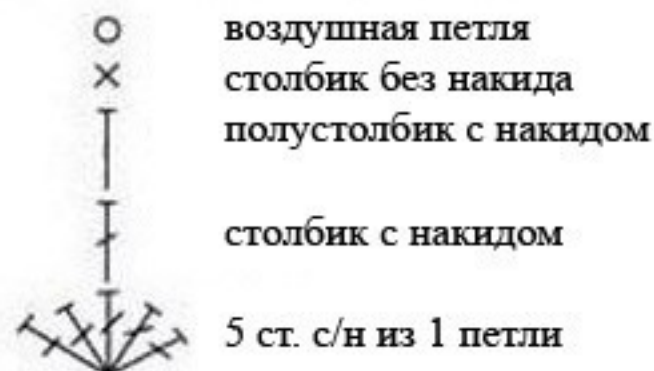 воздушная петля
столбик без накида
полустолбик с накидом
столбик с накидом
5 ст. с/н из 1 петли